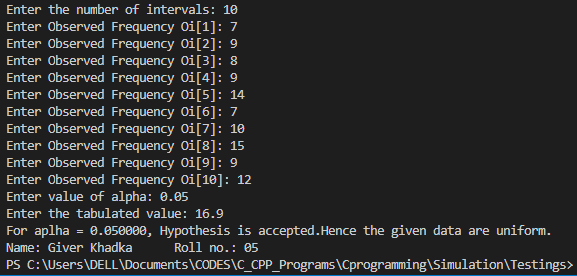 Enter the number of intervals: 10
Enter Observed Frequency Oi[1]: 7
Enter Observed Frequency Oi[2]: 9
Enter Observed Frequency Oi[3]: 8
Enter Observed Frequency Oi[4]: 9
Enter Observed Frequency Oi[5]: 14
Enter Observed Frequency Oi[6]: 7
Enter Observed Frequency Oi[7]: 10
Enter Observed Frequency Oi[8]: 15
Enter Observed Frequency Oi[9]: 9
Enter Observed Frequency Oi[10]: 12
Enter value of alpha: 0.05
Enter the tabulated value: 16.9
For aplha = 0.050000, Hypothesis is accepted.Hence the given data are uniform.
Name: Giver Khadka Roll no.: 05
PS C:\Users\DELL\Documents\CODES\C_CPP_Programs\Cprogramming\Simulation\Testings>